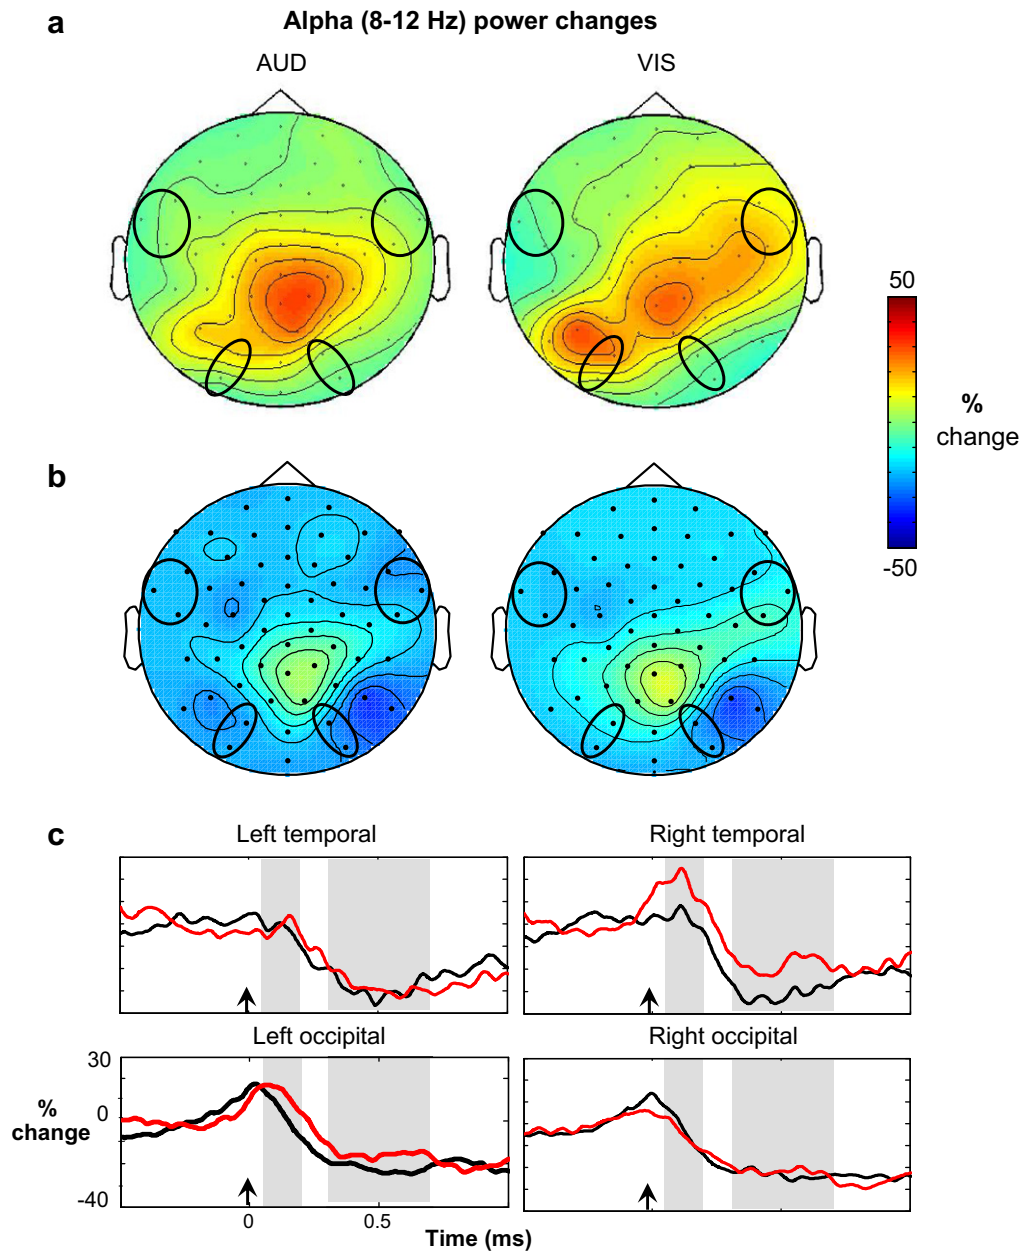 a
Alpha (8-12 Hz) power changes
AUD
VIS
50
%
change
-50
b
c
Left temporal
Right temporal
Left occipital
Right occipital
30
%
change
0
-40
0
0.5
Time (ms)